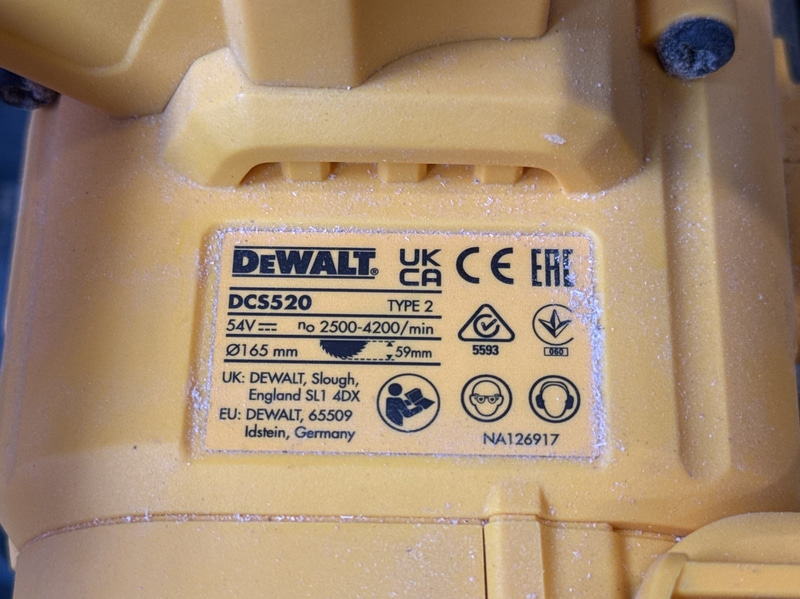 DEWALT® UK CA CE EAC
DCS520 TYPE 2
54V n₀ 2500-4200/min
Ø165 mm 59mm
5593 060
UK: DEWALT, Slough,
England SL1 4DX
EU: DEWALT, 65509
Idstein, Germany
NA126917